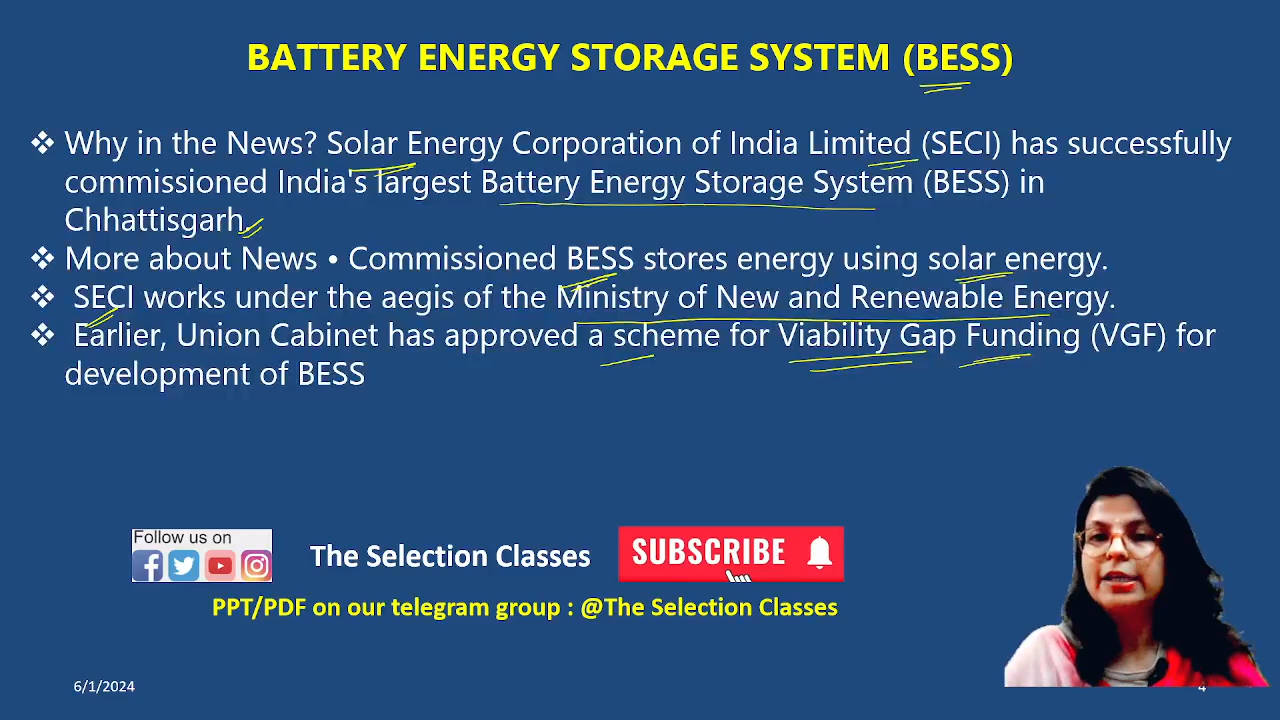 BATTERY ENERGY STORAGE SYSTEM (BESS)
❖ Why in the News? Solar Energy Corporation of India Limited (SECI) has successfully
commissioned India's largest Battery Energy Storage System (BESS) in
Chhattisgarh.
❖ More about News • Commissioned BESS stores energy using solar energy.
❖ SECI works under the aegis of the Ministry of New and Renewable Energy.
❖ Earlier, Union Cabinet has approved a scheme for Viability Gap Funding (VGF) for
development of BESS
Follow us on
The Selection Classes
SUBSCRIBE
PPT/PDF on our telegram group : @The Selection Classes
6/1/2024
4